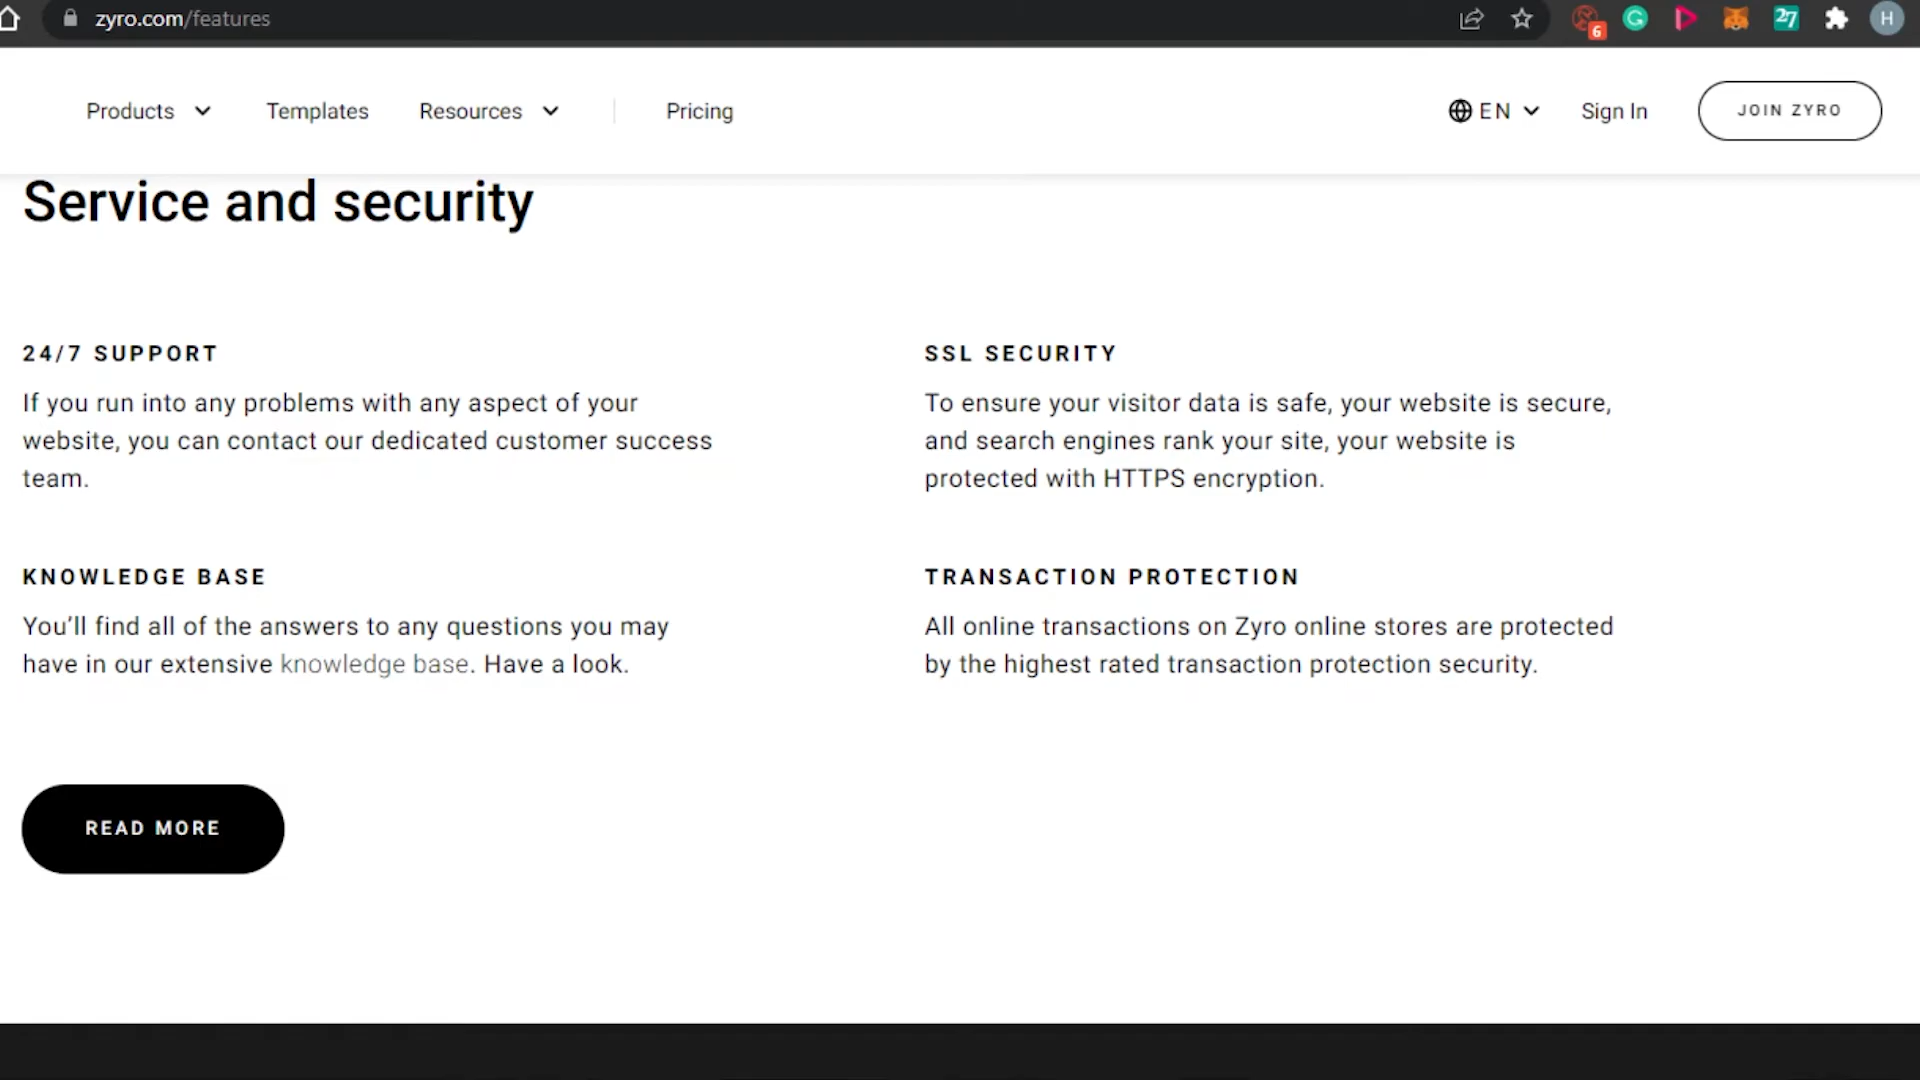 zyro.com/features
6
27
H
Products
Templates
Resources
Pricing
EN
Sign In
JOIN ZYRO
Service and security
24/7 SUPPORT
If you run into any problems with any aspect of your
website, you can contact our dedicated customer success
team.
SSL SECURITY
To ensure your visitor data is safe, your website is secure,
and search engines rank your site, your website is
protected with HTTPS encryption.
KNOWLEDGE BASE
You’ll find all of the answers to any questions you may
have in our extensive knowledge base. Have a look.
TRANSACTION PROTECTION
All online transactions on Zyro online stores are protected
by the highest rated transaction protection security.
READ MORE